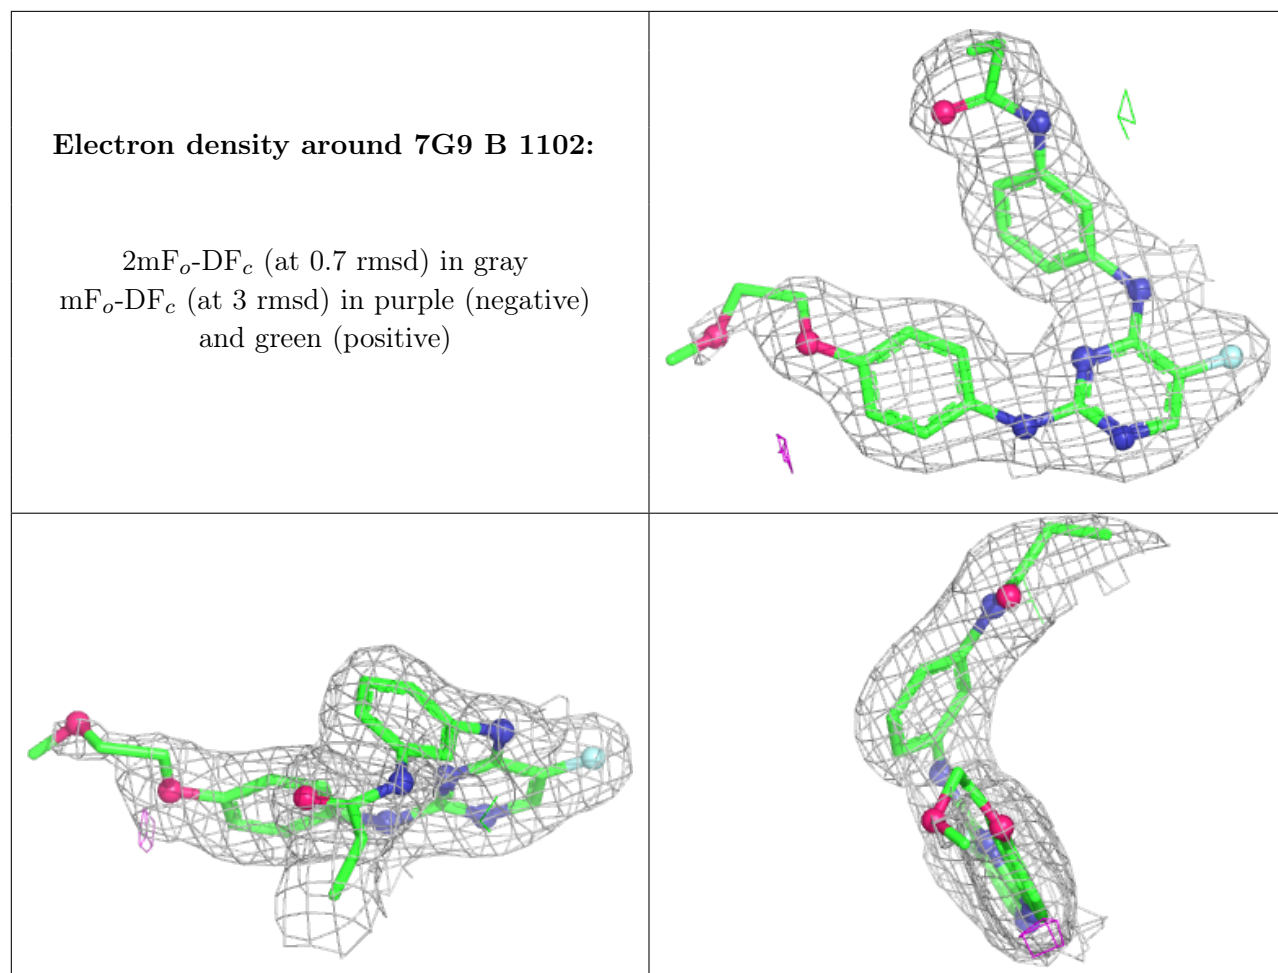 Electron density around 7G9 B 1102:
2mFₒ-DF𝒸 (at 0.7 rmsd) in gray
mFₒ-DF𝒸 (at 3 rmsd) in purple (negative)
and green (positive)